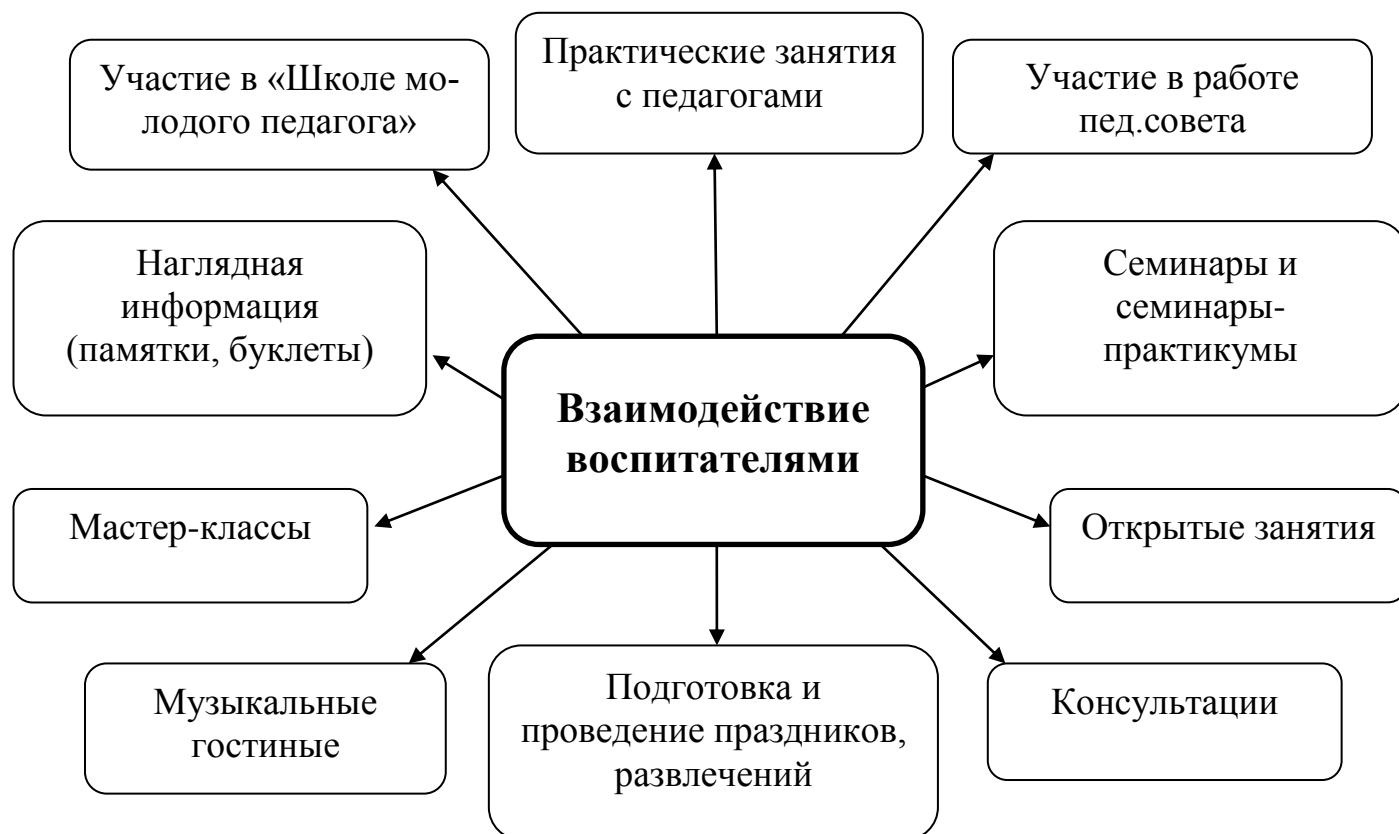 Участие в «Школе мо-
лодого педагога»
Практические занятия
с педагогами
Участие в работе
пед.совета
Наглядная
информация
(памятки, буклеты)
Семинары и
семинары-
практикумы
Взаимодействие
воспитателями
Мастер-классы
Открытые занятия
Музыкальные
гостиные
Подготовка и
проведение праздников,
развлечений
Консультации